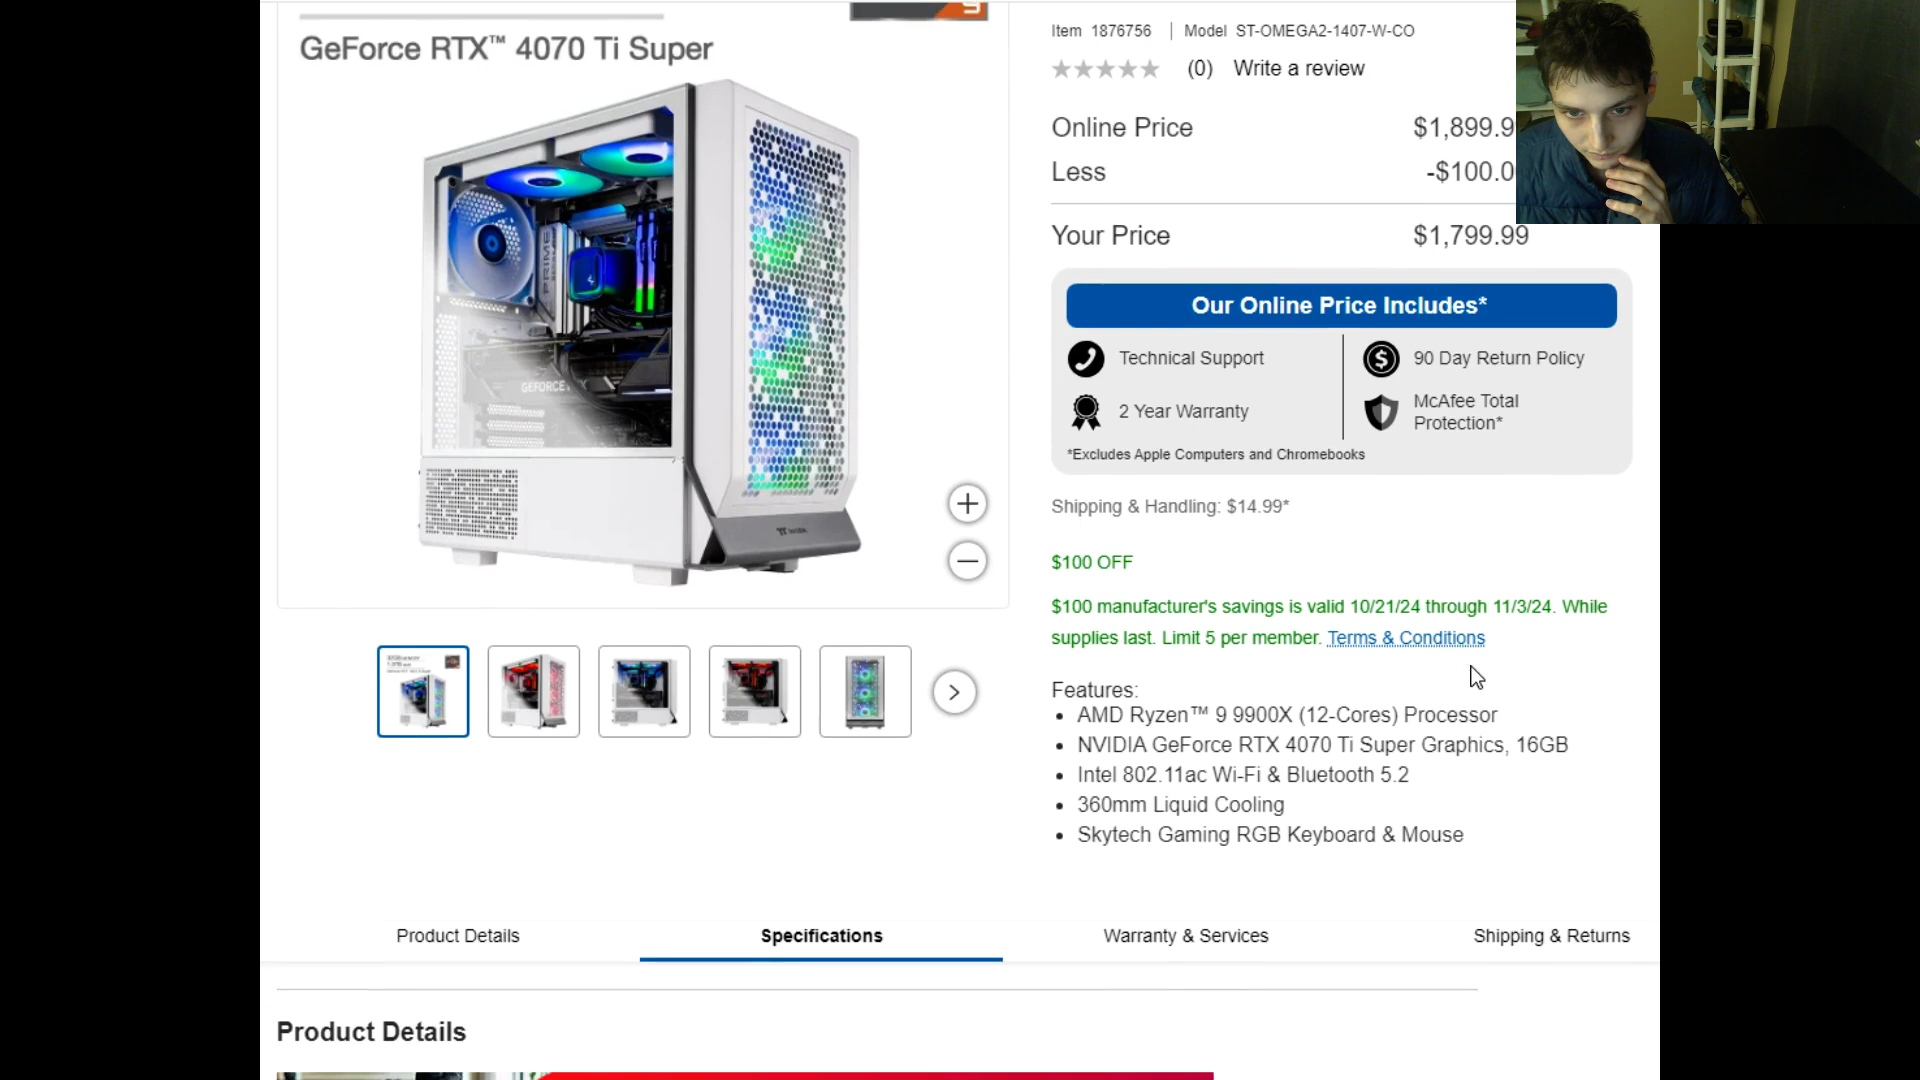 GeForce RTX™ 4070 Ti Super
PRIME
GEFORCE
Item 1876756 | Model ST-OMEGA2-1407-W-CO
(0) Write a review
Online Price $1,899.9
Less -$100.0
Your Price $1,799.99
Our Online Price Includes*
Technical Support
90 Day Return Policy
2 Year Warranty
McAfee Total
Protection*
*Excludes Apple Computers and Chromebooks
Shipping & Handling: $14.99*
$100 OFF
$100 manufacturer's savings is valid 10/21/24 through 11/3/24. While
supplies last. Limit 5 per member. Terms & Conditions
Features:
• AMD Ryzen™ 9 9900X (12-Cores) Processor
• NVIDIA GeForce RTX 4070 Ti Super Graphics, 16GB
• Intel 802.11ac Wi-Fi & Bluetooth 5.2
• 360mm Liquid Cooling
• Skytech Gaming RGB Keyboard & Mouse
Product Details Specifications Warranty & Services Shipping & Returns
Product Details